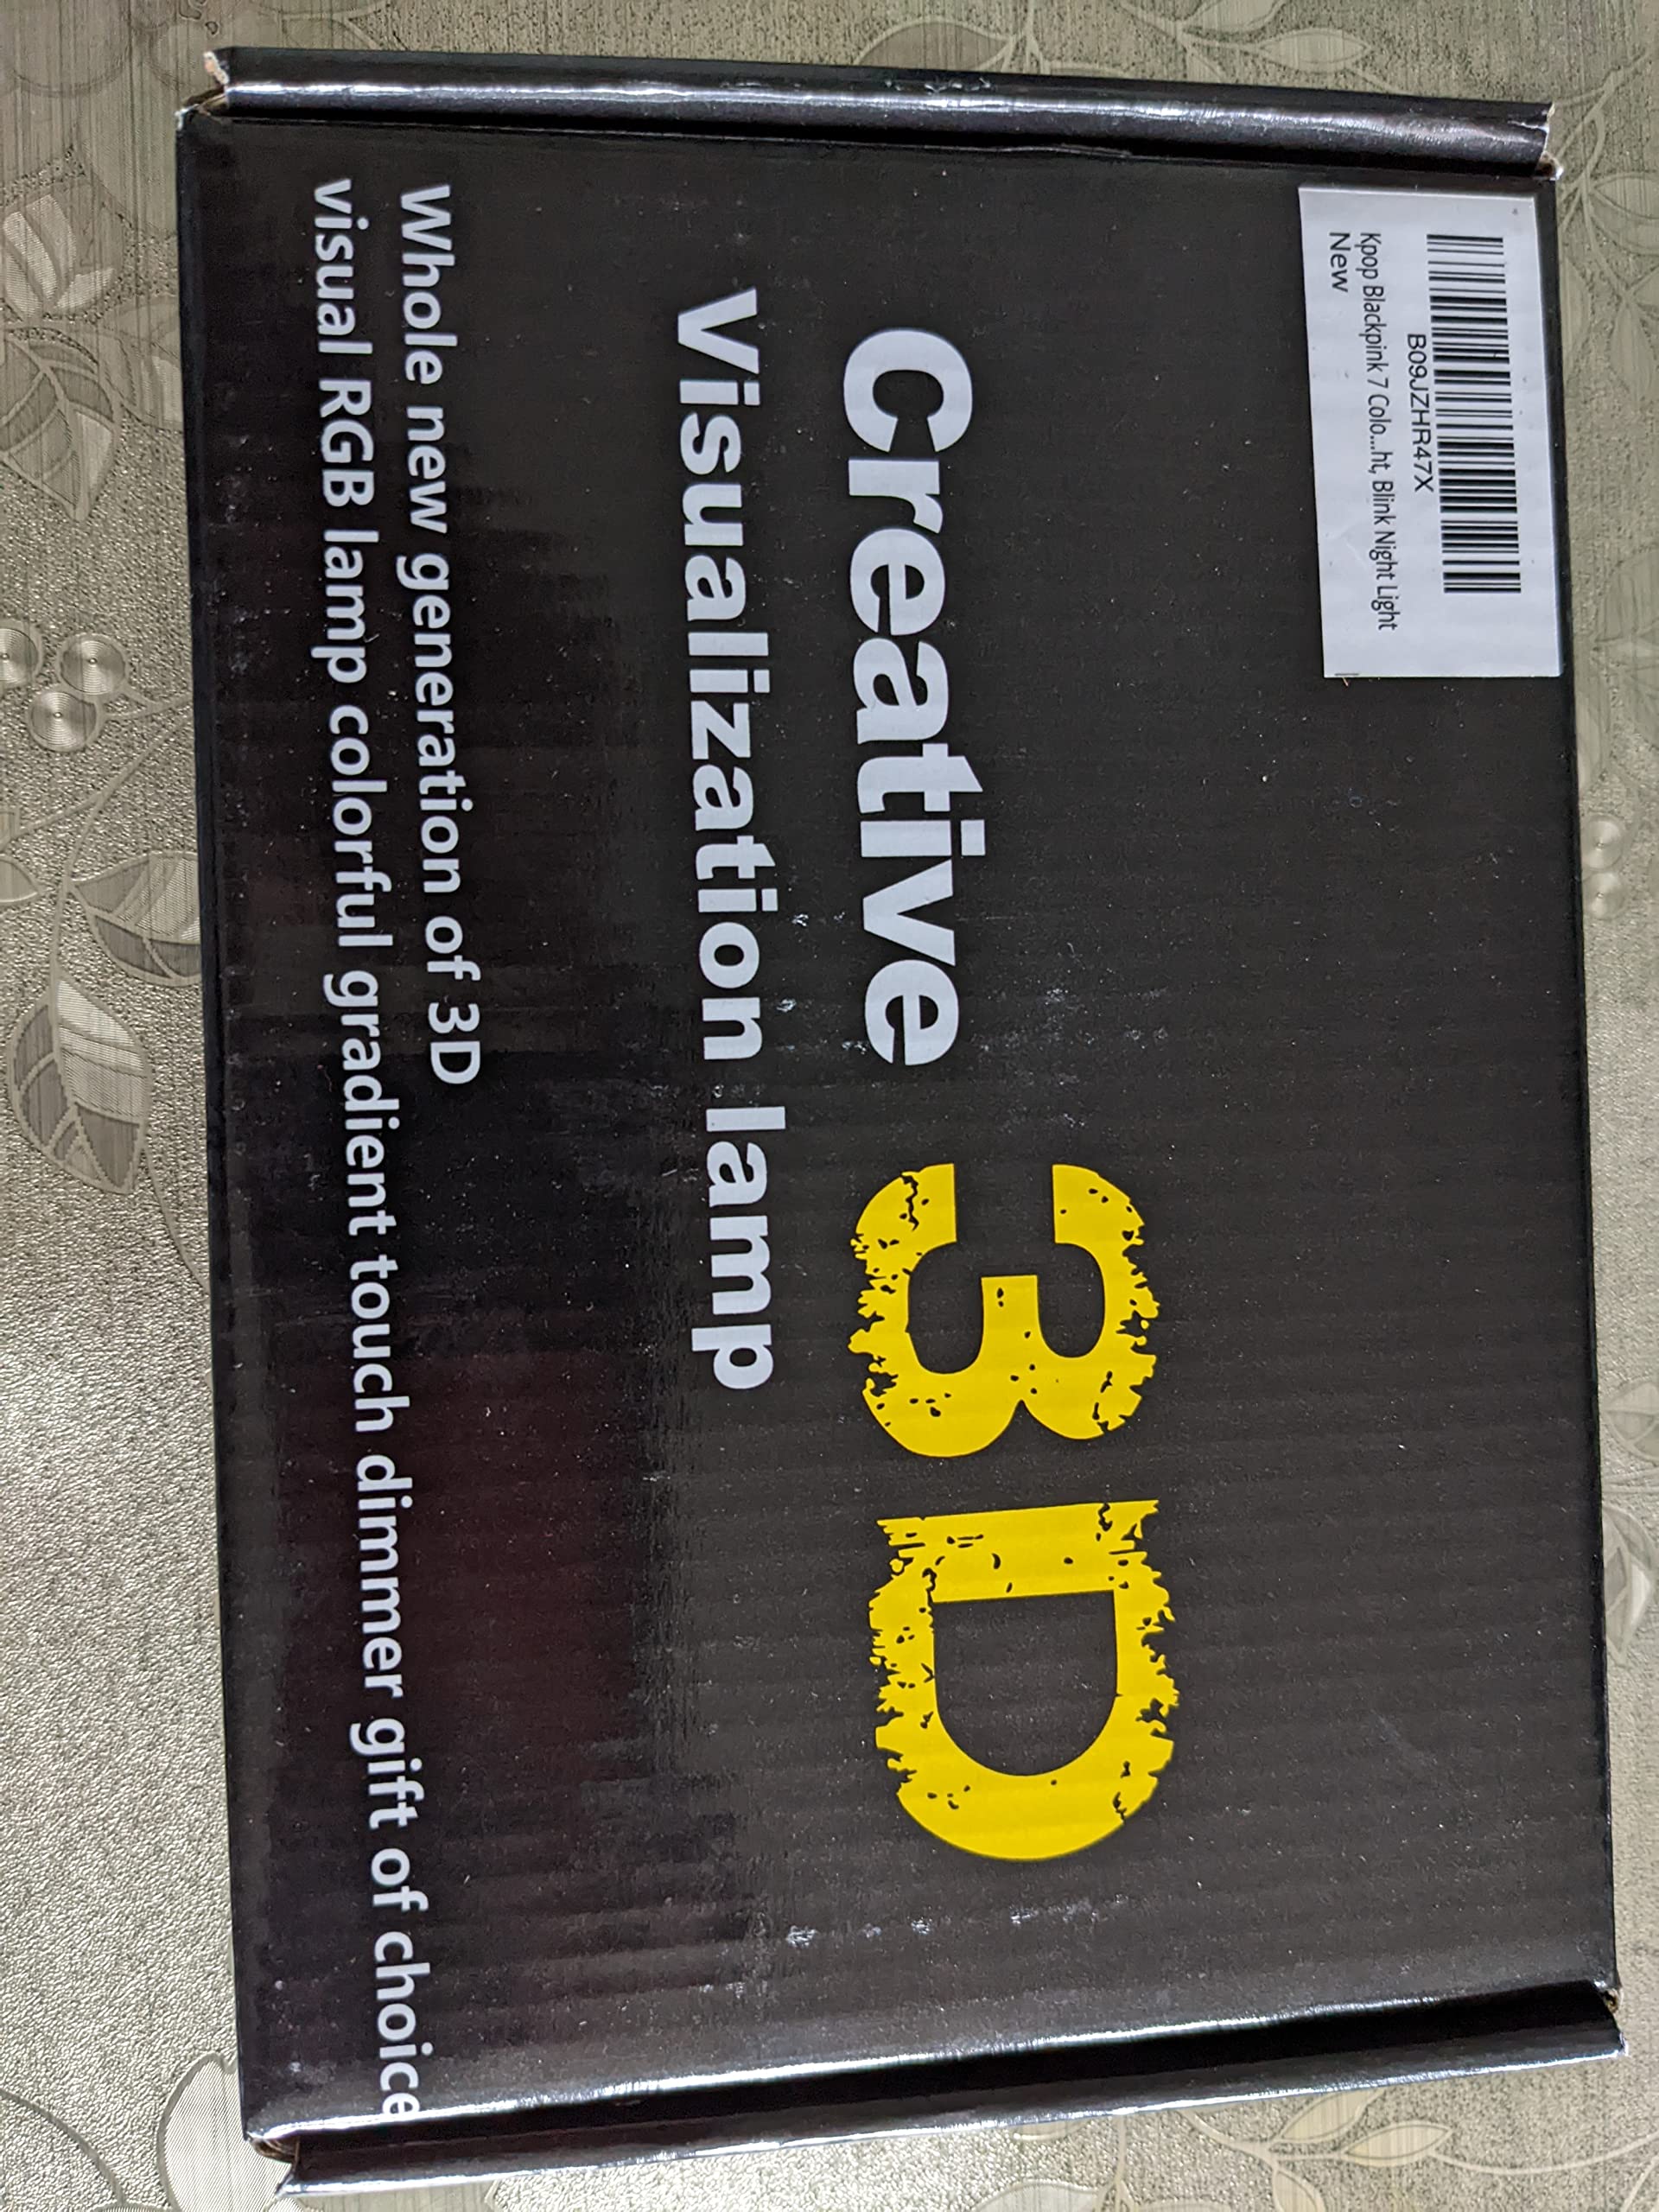 B09JZHR47X
Kpop Blackpink 7 Colo...ht, Blink Night Light
New
Creative 3D
Visualization lamp
Whole new generation of 3D
visual RGB lamp colorful gradient touch dimmer gift of choice